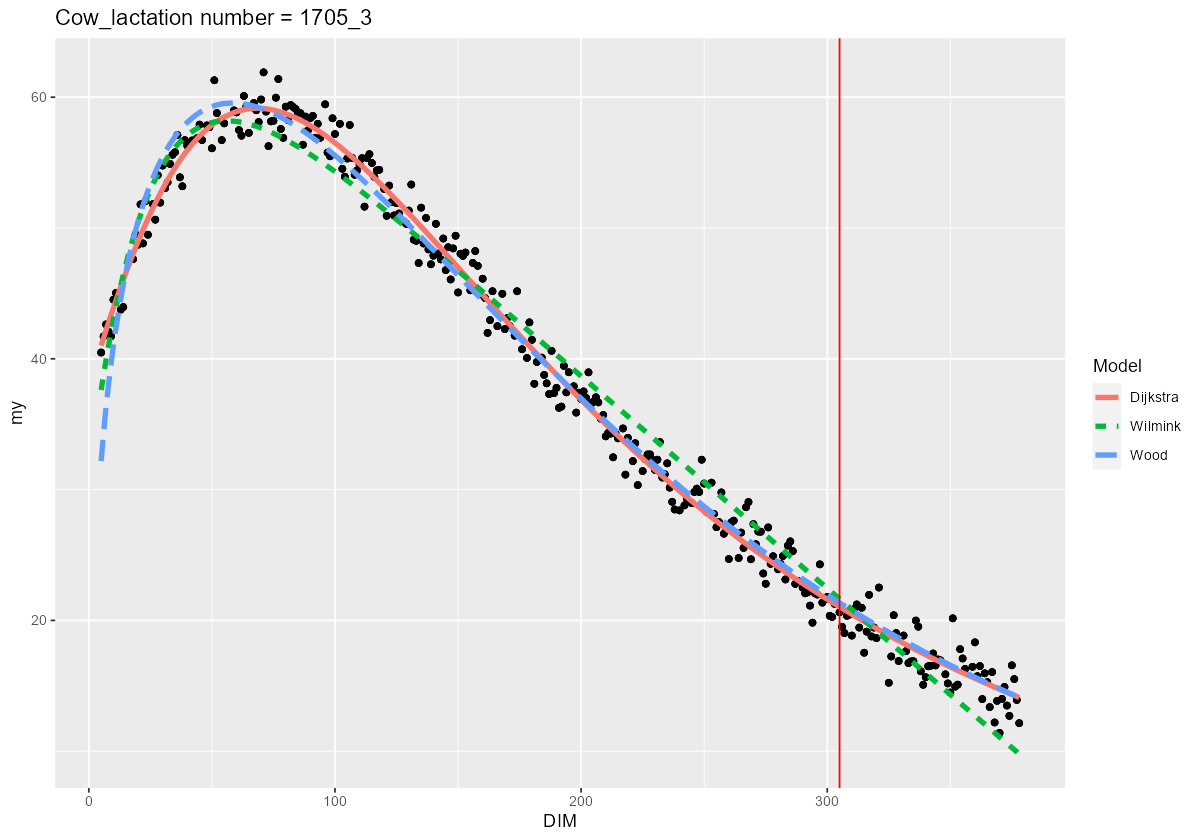 Cow_lactation number = 1705_3
60
40
20
my
0
100
200
300
DIM
Model
Dijkstra
Wilmink
Wood